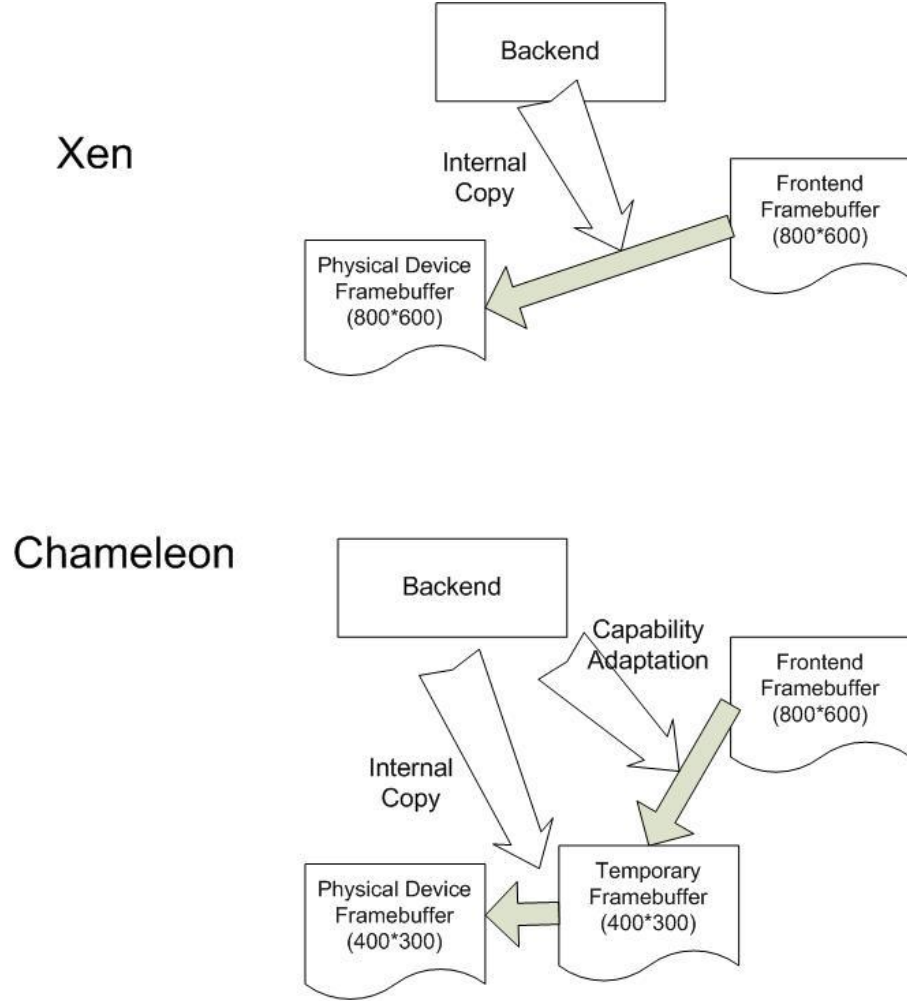 Backend
Xen
Internal
Copy
Frontend
Framebuffer
(800*600)
Physical Device
Framebuffer
(800*600)
Chameleon
Backend
Capability
Adaptation
Frontend
Framebuffer
(800*600)
Internal
Copy
Physical Device
Framebuffer
(400*300)
Temporary
Framebuffer
(400*300)